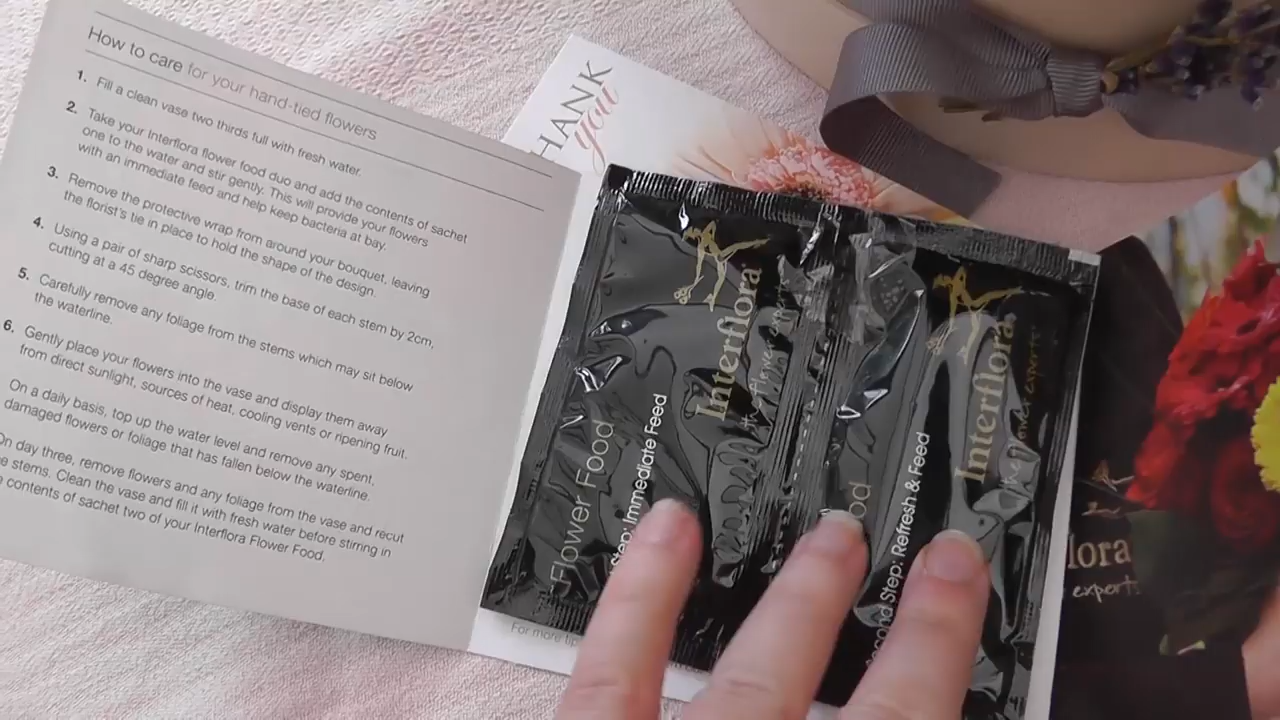 How to care for your hand-tied flowers
1. Fill a clean vase two thirds full with fresh water.
2. Take your Interflora flower food duo and add the contents of sachet
one to the water and stir gently. This will provide your flowers
with an immediate feed and help keep bacteria at bay.
3. Remove the protective wrap from around your bouquet, leaving
the florist's tie in place to hold the shape of the design.
4. Using a pair of sharp scissors, trim the base of each stem by 2cm,
cutting at a 45 degree angle.
5. Carefully remove any foliage from the stems which may sit below
the waterline.
6. Gently place your flowers into the vase and display them away
from direct sunlight, sources of heat, cooling vents or ripening fruit.
On a daily basis, top up the water level and remove any spent,
damaged flowers or foliage that has fallen below the waterline.
On day three, remove flowers and any foliage from the vase and recut
e stems. Clean the vase and fill it with fresh water before stirring in
contents of sachet two of your Interflora Flower Food.
HANK
you
Interflora
the flower experts
Flower Food
Step: Immediate Feed
Interflora
the flower experts
od
Second Step: Refresh & Feed
For more
lora
experts